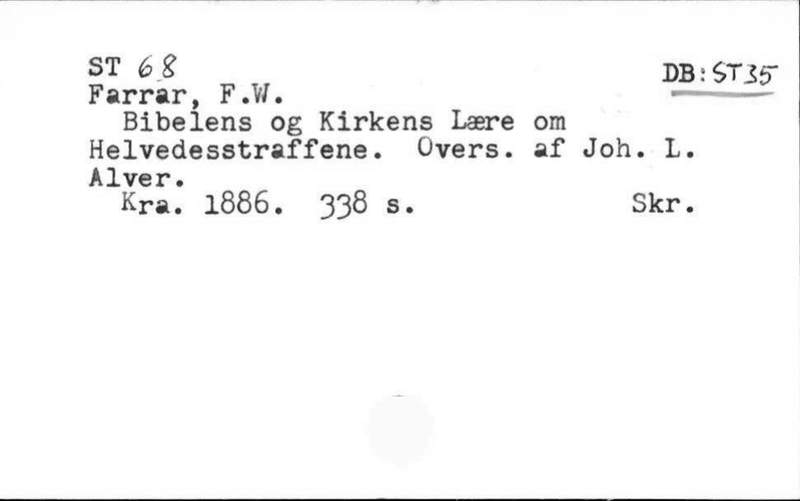 ST 68
DB: ST35
Farrar, F.W.
Bibelens og Kirkens Lære om
Helvedesstraffene. Overs. af Joh. L.
Alver.
Kra. 1886. 338 s. Skr.